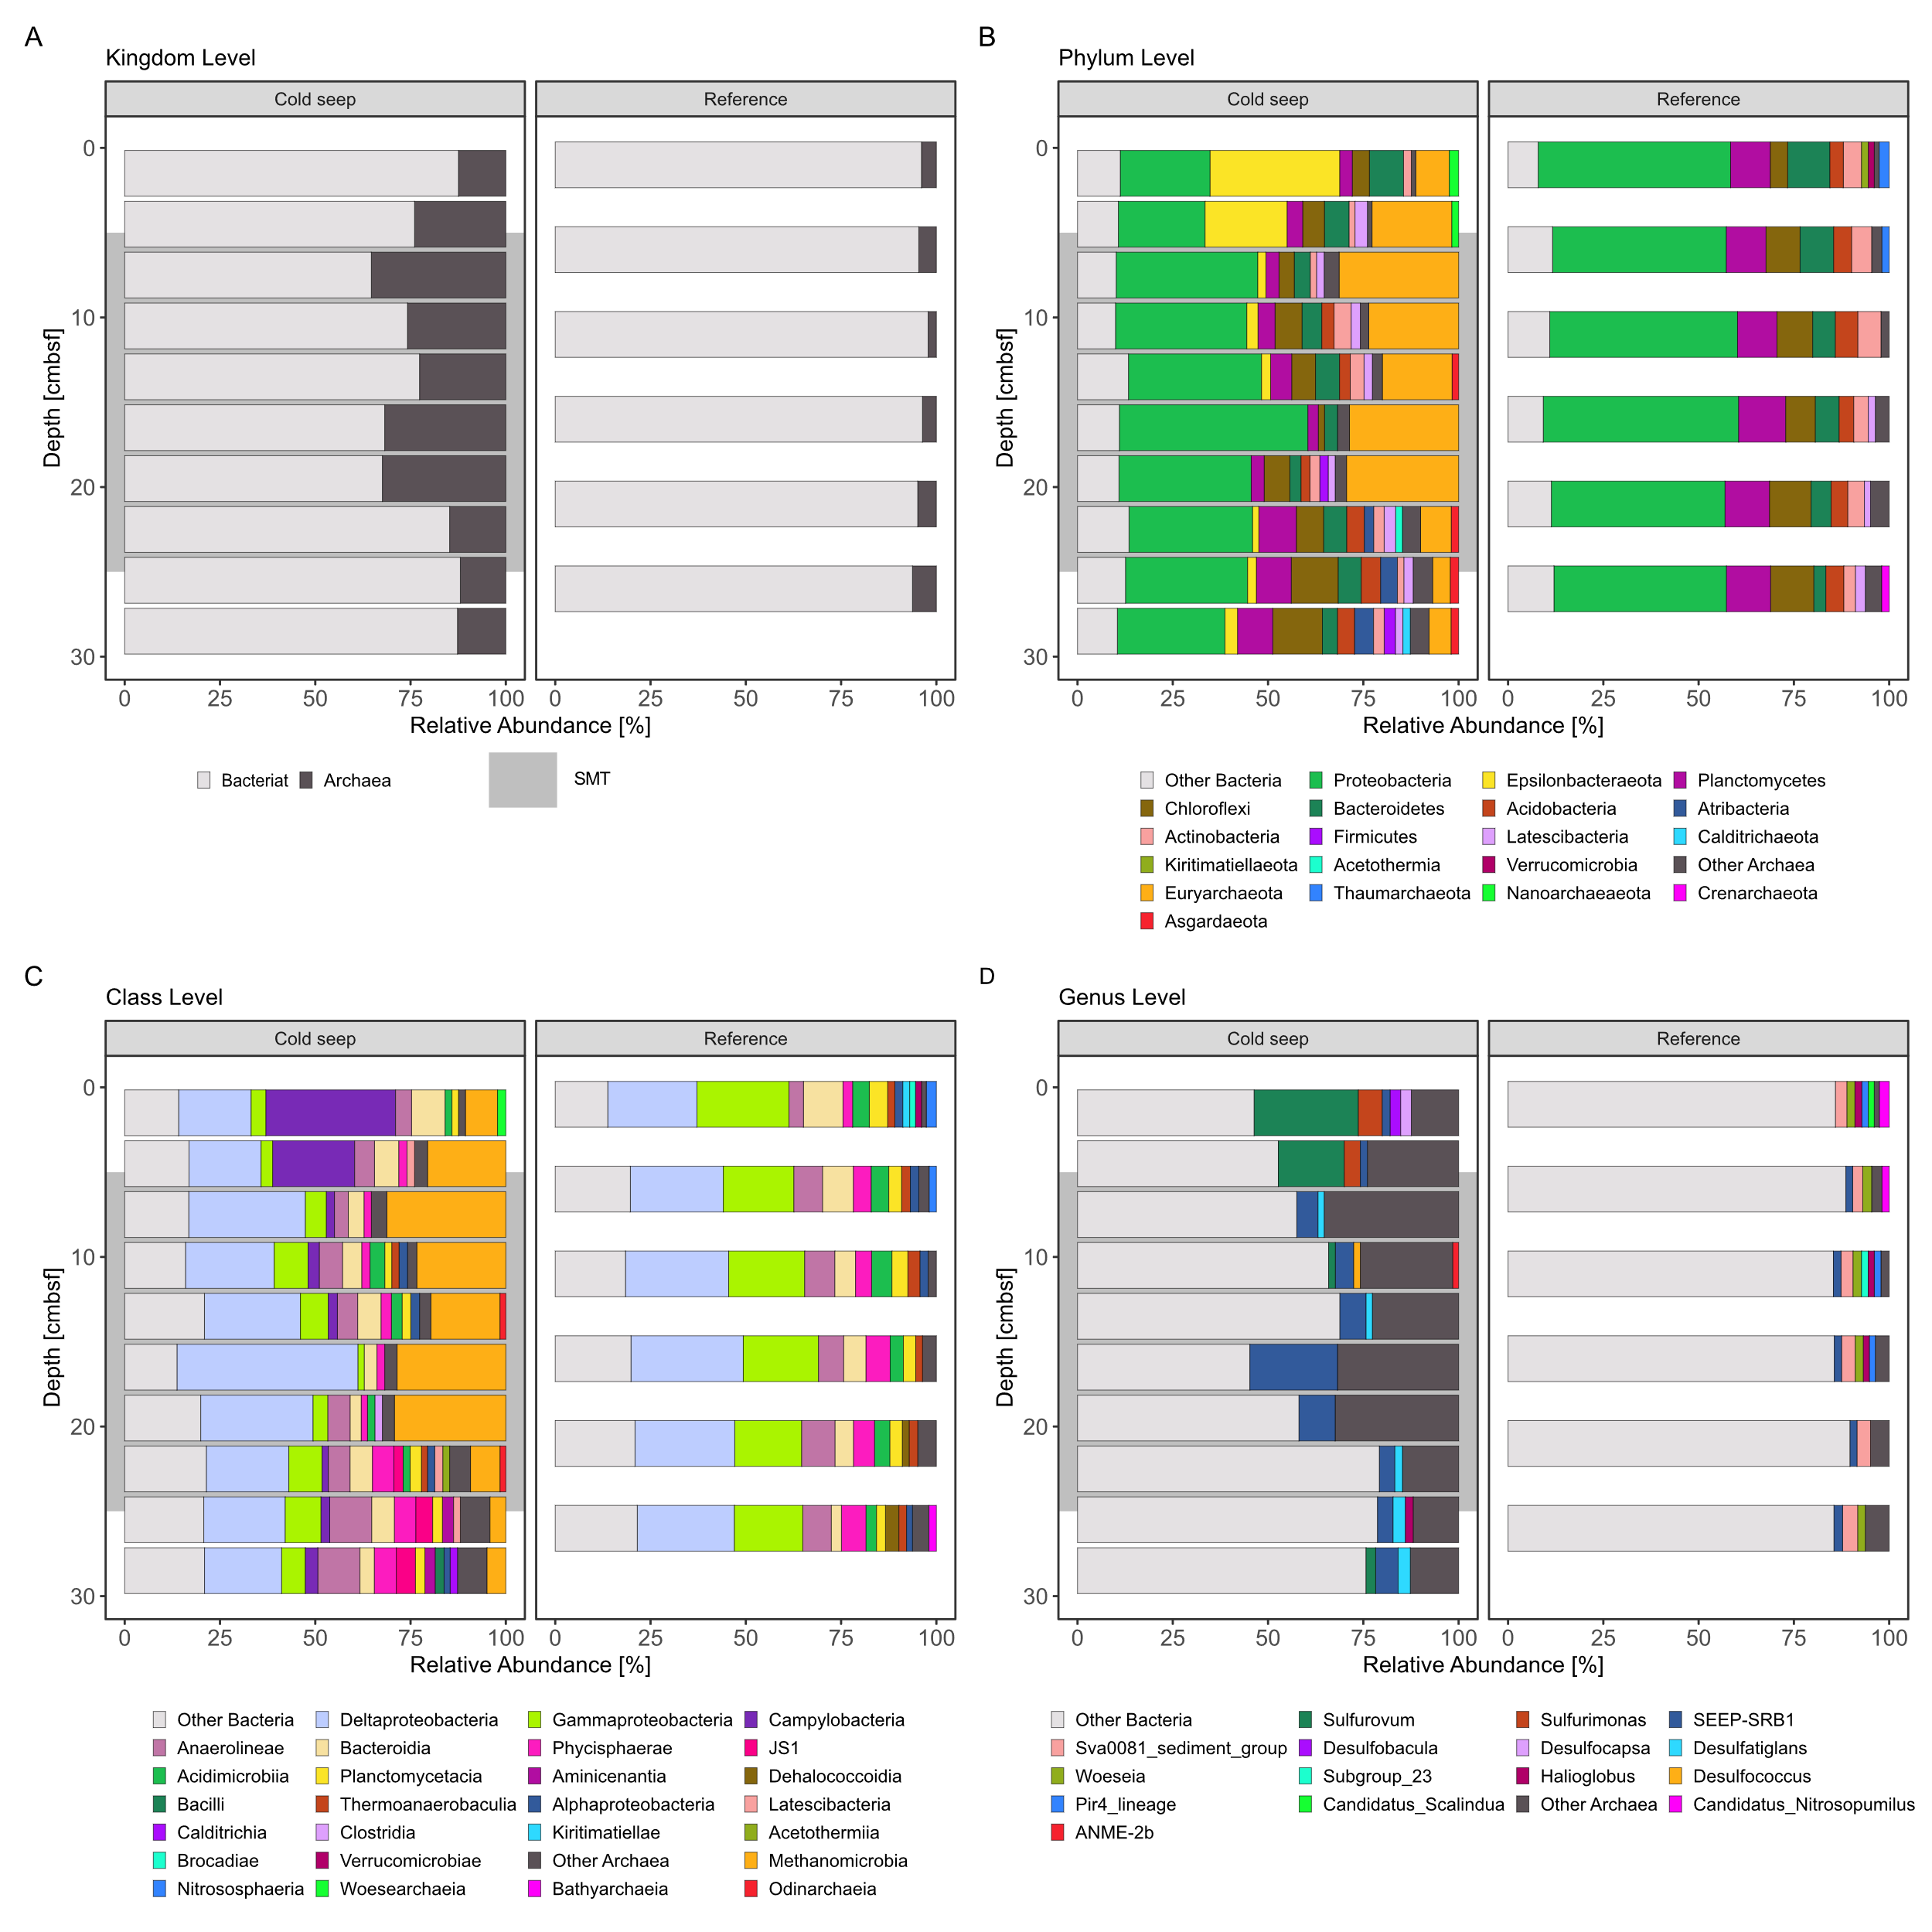 A
Kingdom Level
Cold seep
Reference
0
10
20
30
Depth [cmbsf]
0 25 50 75 100
0 25 50 75 100
Relative Abundance [%]
Bacteriat
Archaea
SMT
B
Phylum Level
Cold seep
Reference
0
10
20
30
Depth [cmbsf]
0 25 50 75 100
0 25 50 75 100
Relative Abundance [%]
Other Bacteria Proteobacteria Epsilonbacteraeota Planctomycetes
Chloroflexi Bacteroidetes Acidobacteria Atribacteria
Actinobacteria Firmicutes Latescibacteria Calditrichaeota
Kiritimatiellaeota Acetothermia Verrucomicrobia Other Archaea
Euryarchaeota Thaumarchaeota Nanoarchaeaeota Crenarchaeota
Asgardaeota
C
Class Level
Cold seep
Reference
0
10
20
30
Depth [cmbsf]
0 25 50 75 100
0 25 50 75 100
Relative Abundance [%]
Other Bacteria Deltaproteobacteria Gammaproteobacteria Campylobacteria
Anaerolineae Bacteroidia Phycisphaerae JS1
Acidimicrobiia Planctomycetacia Aminicenantia Dehalococcoidia
Bacilli Thermoanaerobaculia Alphaproteobacteria Latescibacteria
Calditrichia Clostridia Kiritimatiellae Acetothermiia
Brocadiae Verrucomicrobiae Other Archaea Methanomicrobia
Nitrososphaeria Woesearchaeia Bathyarchaeia Odinarchaeia
D
Genus Level
Cold seep
Reference
0
10
20
30
Depth [cmbsf]
0 25 50 75 100
0 25 50 75 100
Relative Abundance [%]
Other Bacteria Sulfurovum Sulfurimonas SEEP-SRB1
Sva0081_sediment_group Desulfobacula Desulfocapsa Desulfatiglans
Woeseia Subgroup_23 Halioglobus Desulfococcus
Pir4_lineage Candidatus_Scalindua Other Archaea Candidatus_Nitrosopumilus
ANME-2b